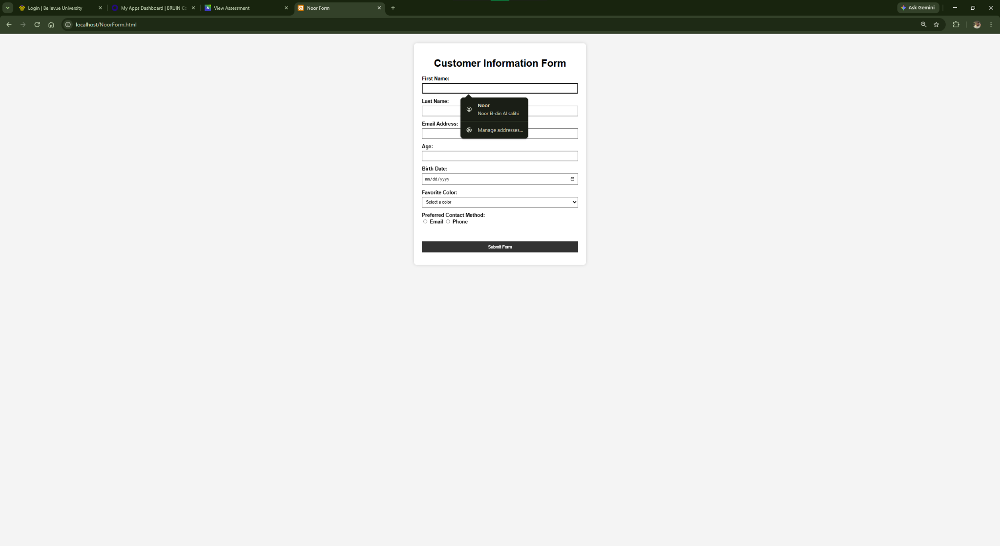 Login | Bellevue University
My Apps Dashboard | BRUIN Co
View Assessment
Noor Form
Ask Gemini
localhost/NoorForm.html
Customer Information Form
First Name:
Last Name:
Noor
Noor El-din Al salihi
Email Address:
Manage addresses...
Age:
Birth Date:
mm/dd/yyyy
Favorite Color:
Select a color
Preferred Contact Method:
Email Phone
Submit Form